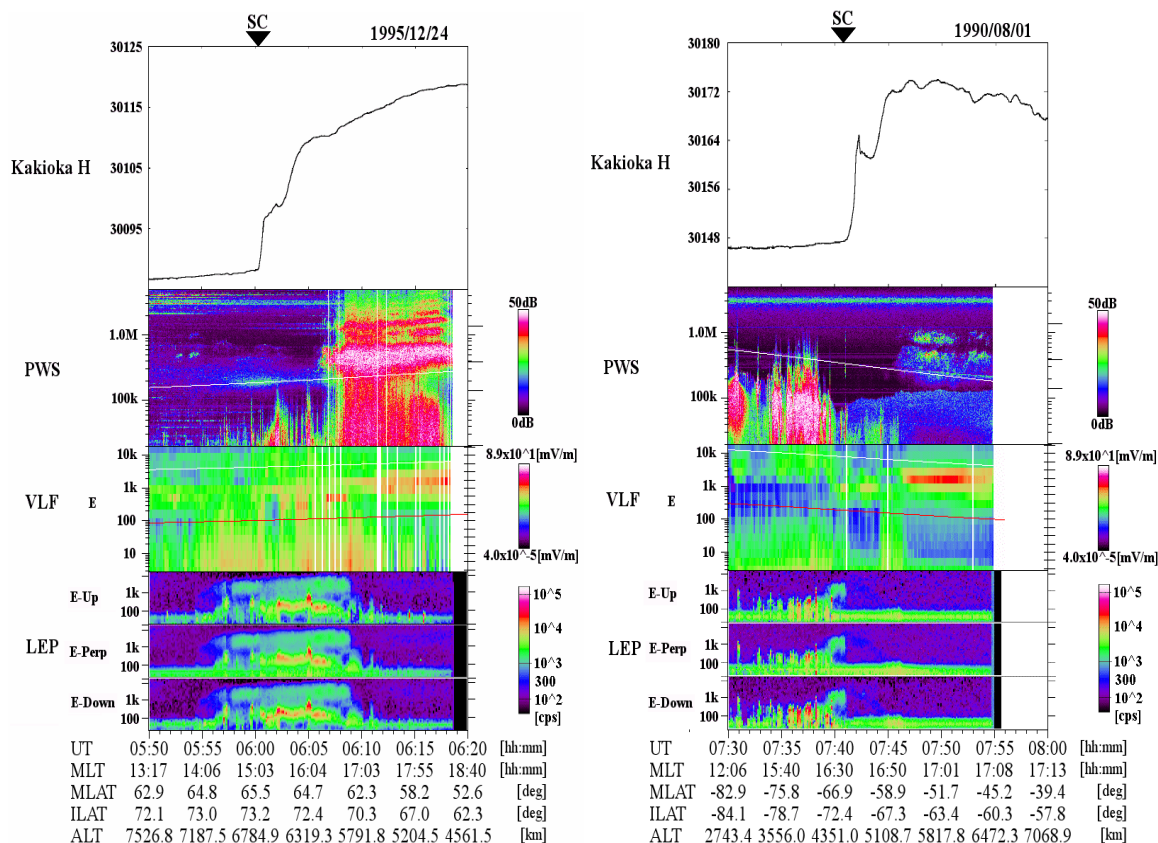 SC
1995/12/24
30125
30115
30105
30095
Kakioka H
PWS
1.0M
100k
50dB
0dB
VLF E
10k
1k
100
10
8.9x10^1[mV/m]
4.0x10^-5[mV/m]
LEP
E-Up
1k
100
E-Perp
1k
100
E-Down
1k
100
10^5
10^4
10^3
300
10^2
[cps]
UT 05:50 05:55 06:00 06:05 06:10 06:15 06:20 [hh:mm]
MLT 13:17 14:06 15:03 16:04 17:03 17:55 18:40 [hh:mm]
MLAT 62.9 64.8 65.5 64.7 62.3 58.2 52.6 [deg]
ILAT 72.1 73.0 73.2 72.4 70.3 67.0 62.3 [deg]
ALT 7526.8 7187.5 6784.9 6319.3 5791.8 5204.5 4561.5 [km]
SC
1990/08/01
30180
30172
30164
30156
30148
Kakioka H
PWS
1.0M
100k
50dB
0dB
VLF E
10k
1k
100
10
8.9x10^1[mV/m]
4.0x10^-5[mV/m]
LEP
E-Up
1k
100
E-Perp
1k
100
E-Down
1k
100
10^5
10^4
10^3
300
10^2
[cps]
UT 07:30 07:35 07:40 07:45 07:50 07:55 08:00 [hh:mm]
MLT 12:06 15:40 16:30 16:50 17:01 17:08 17:13 [hh:mm]
MLAT -82.9 -75.8 -66.9 -58.9 -51.7 -45.2 -39.4 [deg]
ILAT -84.1 -78.7 -72.4 -67.3 -63.4 -60.3 -57.8 [deg]
ALT 2743.4 3556.0 4351.0 5108.7 5817.8 6472.3 7068.9 [km]